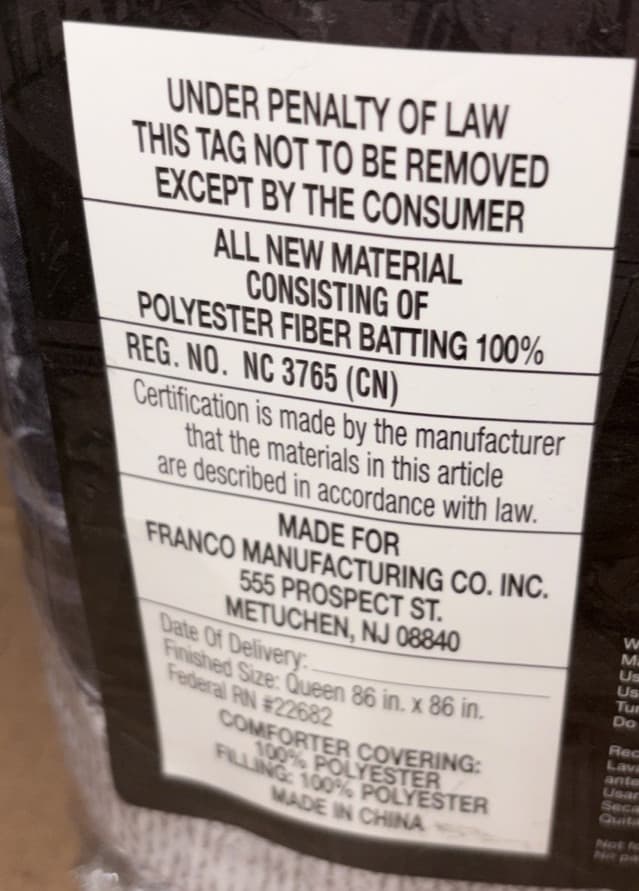 UNDER PENALTY OF LAW
THIS TAG NOT TO BE REMOVED
EXCEPT BY THE CONSUMER
ALL NEW MATERIAL
CONSISTING OF
POLYESTER FIBER BATTING 100%
REG. NO. NC 3765 (CN)
Certification is made by the manufacturer
that the materials in this article
are described in accordance with law.
MADE FOR
FRANCO MANUFACTURING CO. INC.
555 PROSPECT ST.
METUCHEN, NJ 08840
Date Of Delivery:
Finished Size: Queen 86 in. x 86 in.
Federal RN #22682
COMFORTER COVERING:
100% POLYESTER
FILLING: 100% POLYESTER
MADE IN CHINA
Do